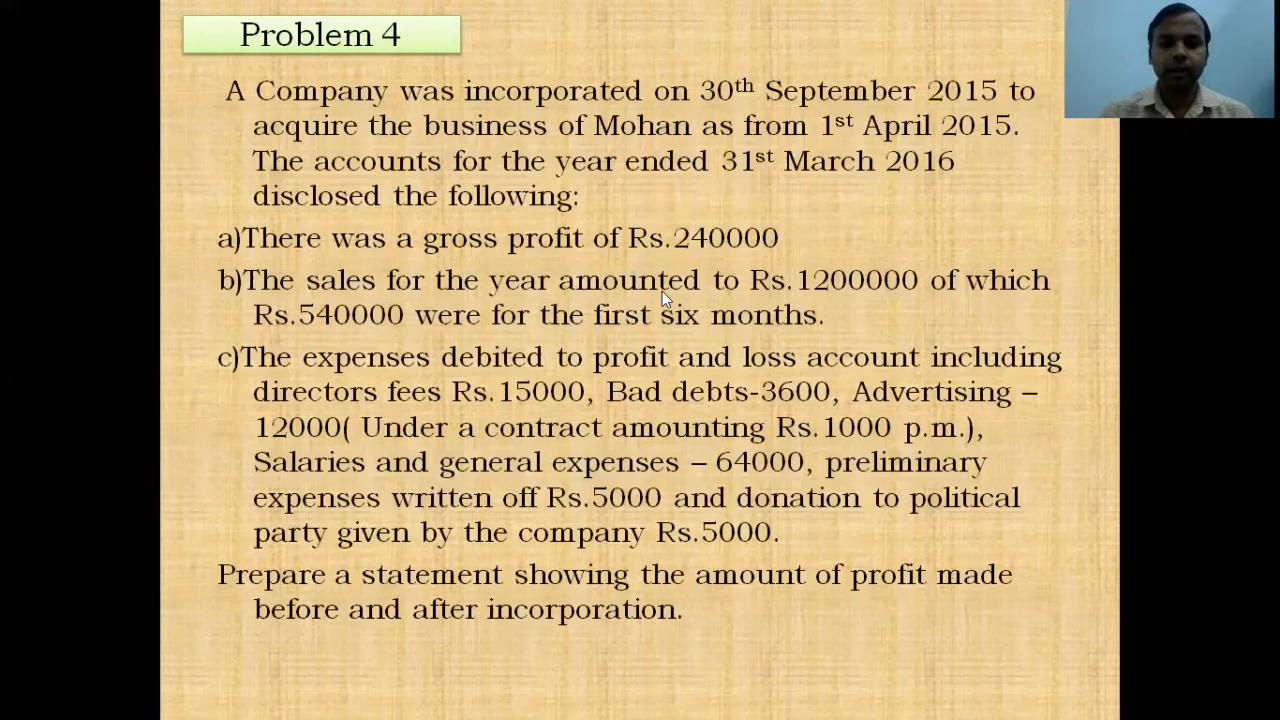 Problem 4
A Company was incorporated on 30th September 2015 to
acquire the business of Mohan as from 1st April 2015.
The accounts for the year ended 31st March 2016
disclosed the following:
a)There was a gross profit of Rs.240000
b)The sales for the year amounted to Rs.1200000 of which
Rs.540000 were for the first six months.
c)The expenses debited to profit and loss account including
directors fees Rs.15000, Bad debts-3600, Advertising –
12000( Under a contract amounting Rs.1000 p.m.),
Salaries and general expenses – 64000, preliminary
expenses written off Rs.5000 and donation to political
party given by the company Rs.5000.
Prepare a statement showing the amount of profit made
before and after incorporation.